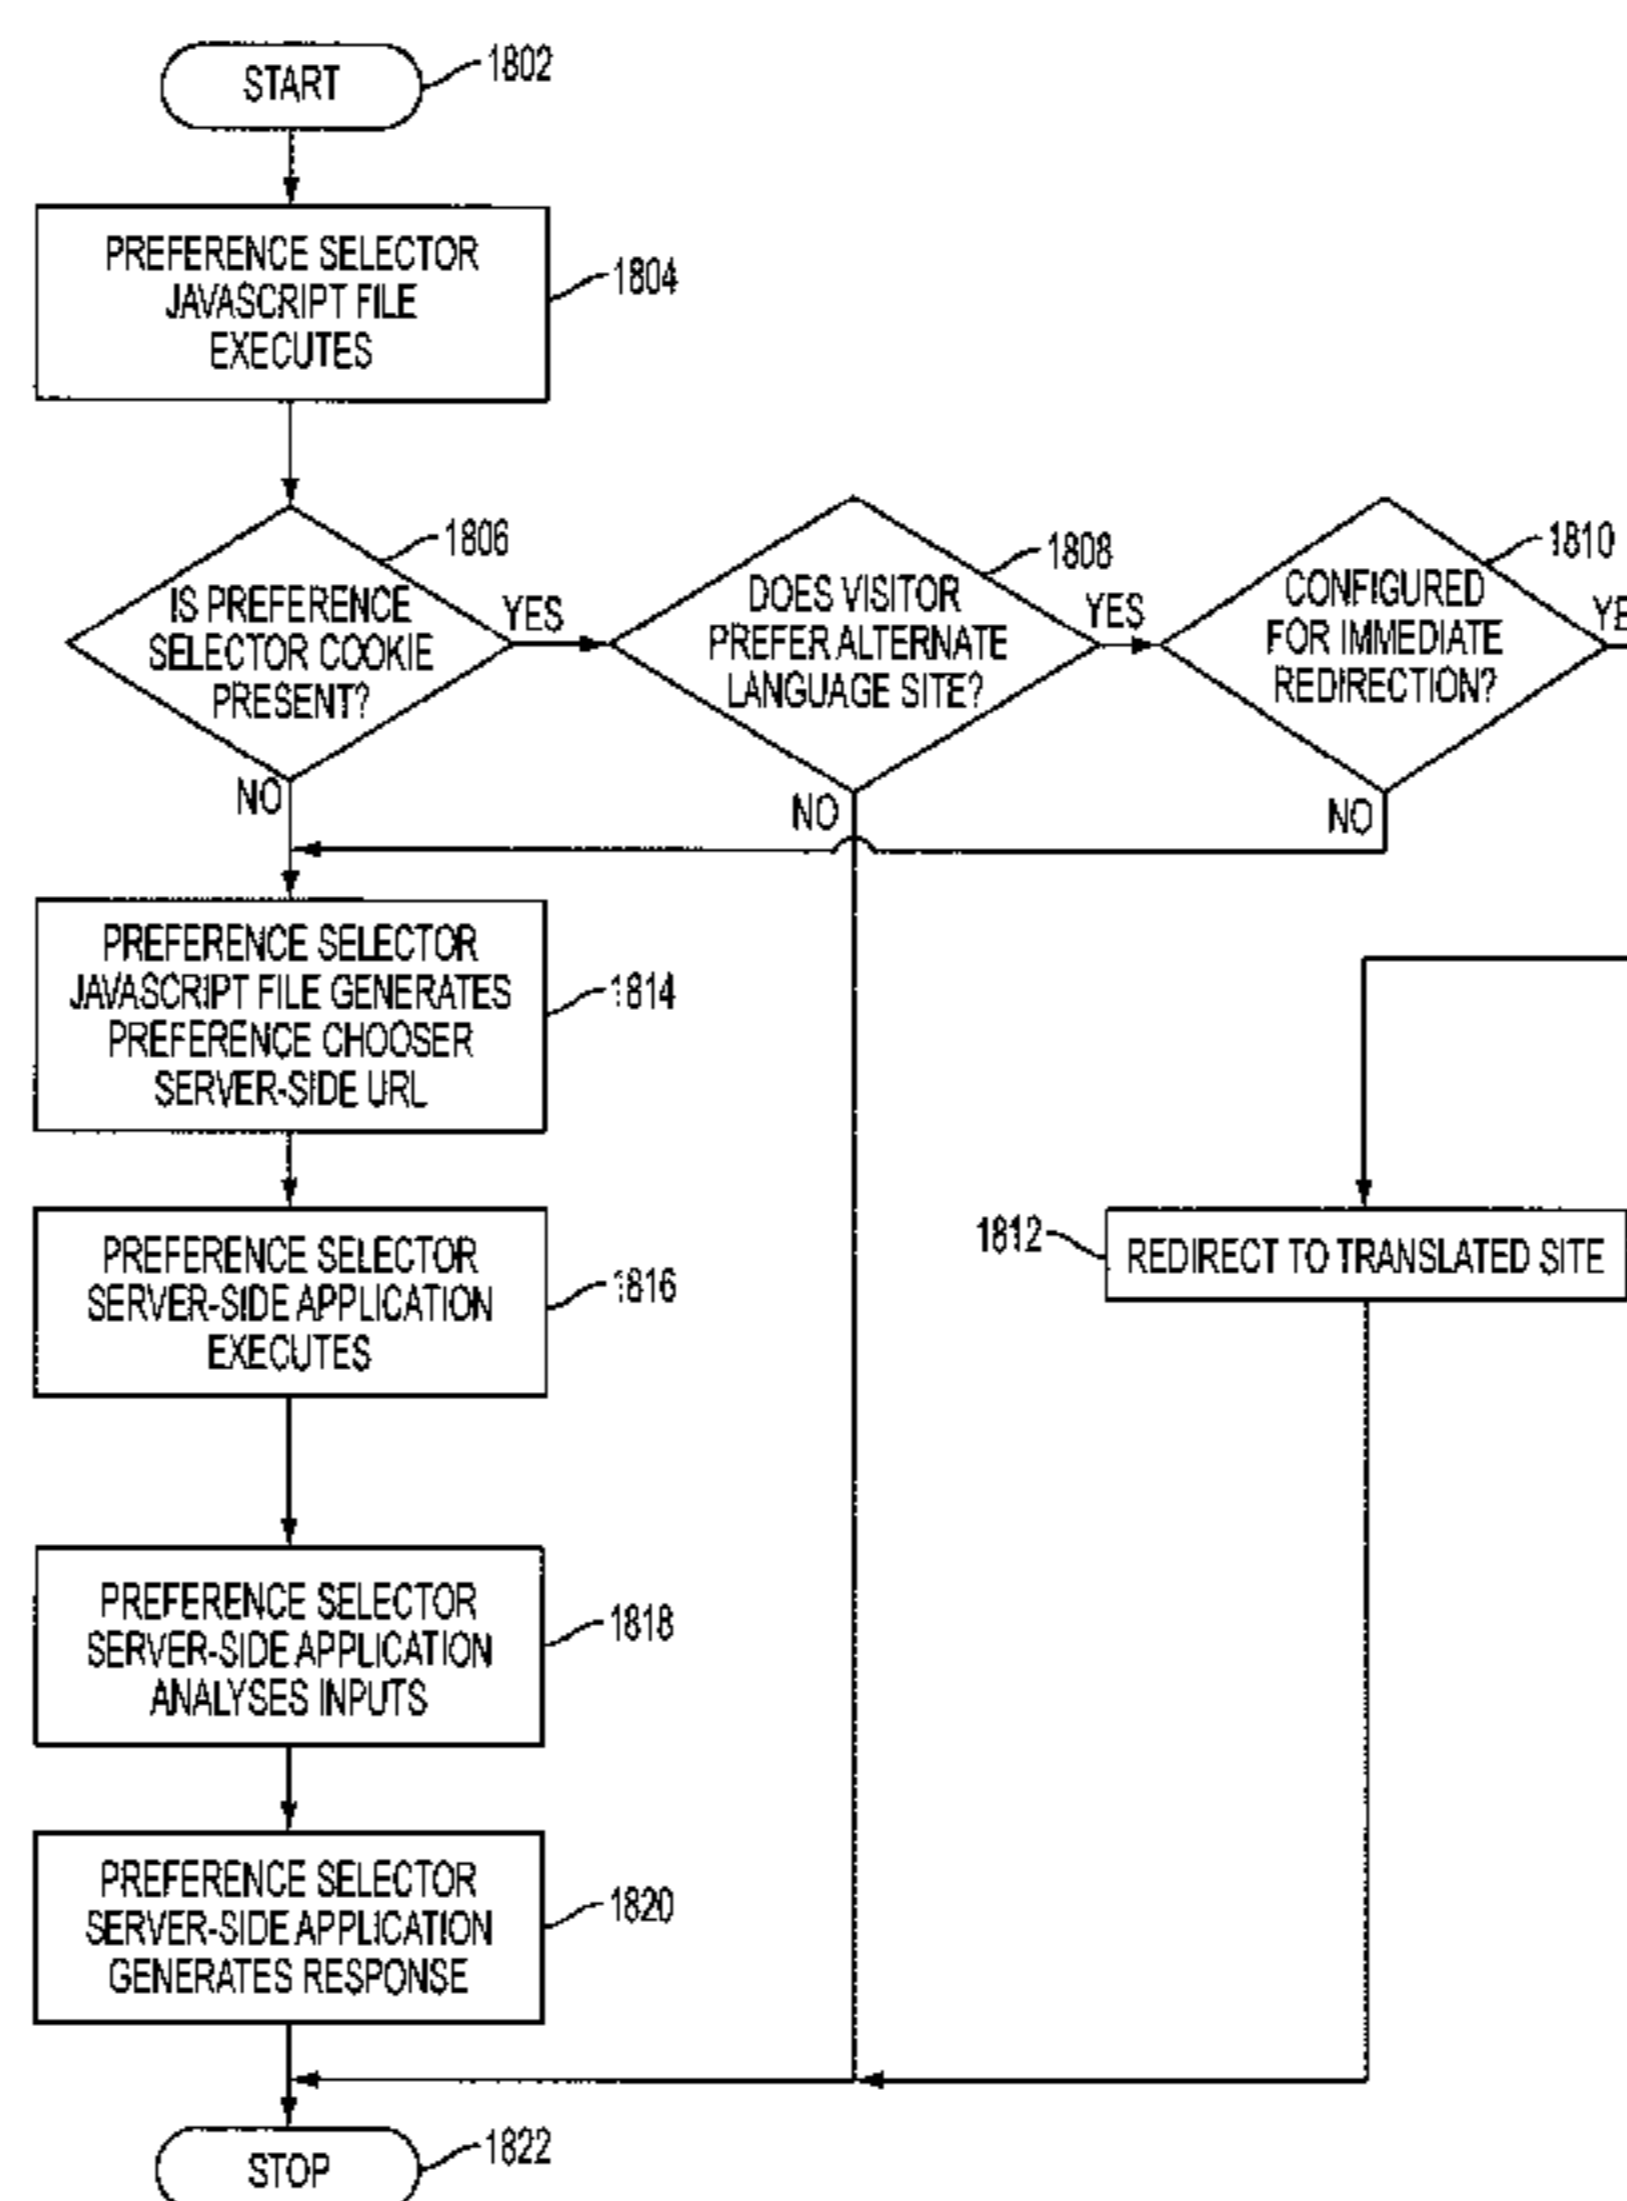 START
1802
PREFERENCE SELECTOR
JAVASCRIPT FILE
EXECUTES
1804
IS PREFERENCE
SELECTOR COOKIE
PRESENT?
1806
YES
NO
DOES VISITOR
PREFER ALTERNATE
LANGUAGE SITE?
1808
YES
NO
CONFIGURED
FOR IMMEDIATE
REDIRECTION?
1810
YE
NO
PREFERENCE SELECTOR
JAVASCRIPT FILE GENERATES
PREFERENCE CHOOSER
SERVER-SIDE URL
1814
PREFERENCE SELECTOR
SERVER-SIDE APPLICATION
EXECUTES
1816
1812
REDIRECT TO TRANSLATED SITE
PREFERENCE SELECTOR
SERVER-SIDE APPLICATION
ANALYSES INPUTS
1818
PREFERENCE SELECTOR
SERVER-SIDE APPLICATION
GENERATES RESPONSE
1820
STOP
1822